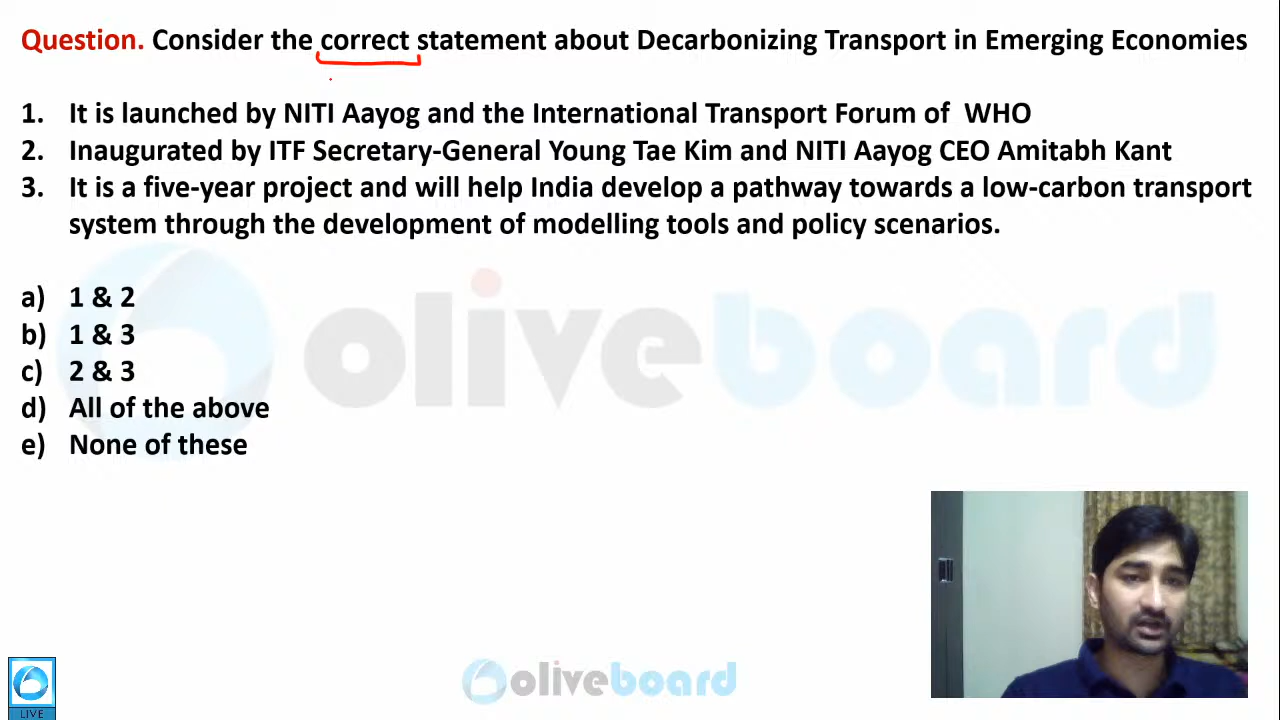 Question. Consider the correct statement about Decarbonizing Transport in Emerging Economies
1. It is launched by NITI Aayog and the International Transport Forum of WHO
2. Inaugurated by ITF Secretary-General Young Tae Kim and NITI Aayog CEO Amitabh Kant
3. It is a five-year project and will help India develop a pathway towards a low-carbon transport
system through the development of modelling tools and policy scenarios.
a) 1 & 2
b) 1 & 3
c) 2 & 3
d) All of the above
e) None of these
oliveboard
oliveboard
LIVE